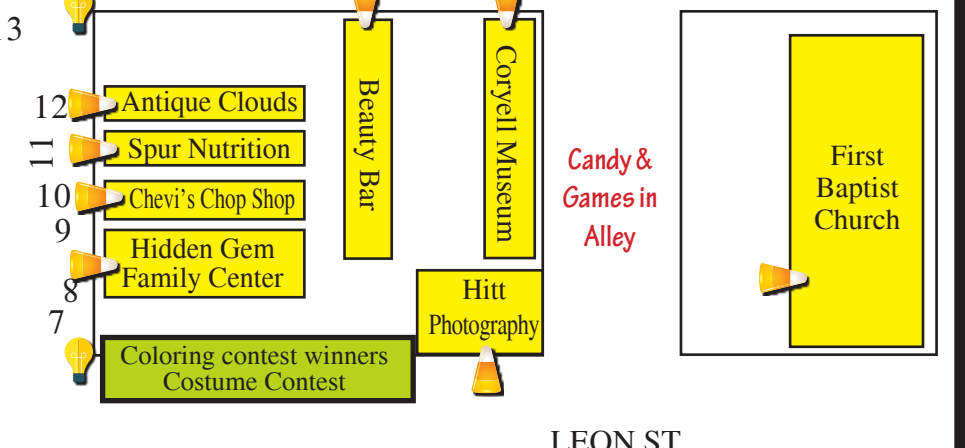 13
12
Antique Clouds
11
Spur Nutrition
10
Chevi's Chop Shop
9
Hidden Gem
Family Center
8
7
Coloring contest winners
Costume Contest
Beauty Bar
Coryell Museum
Hitt
Photography
Candy &
Games in
Alley
First
Baptist
Church
LEON ST